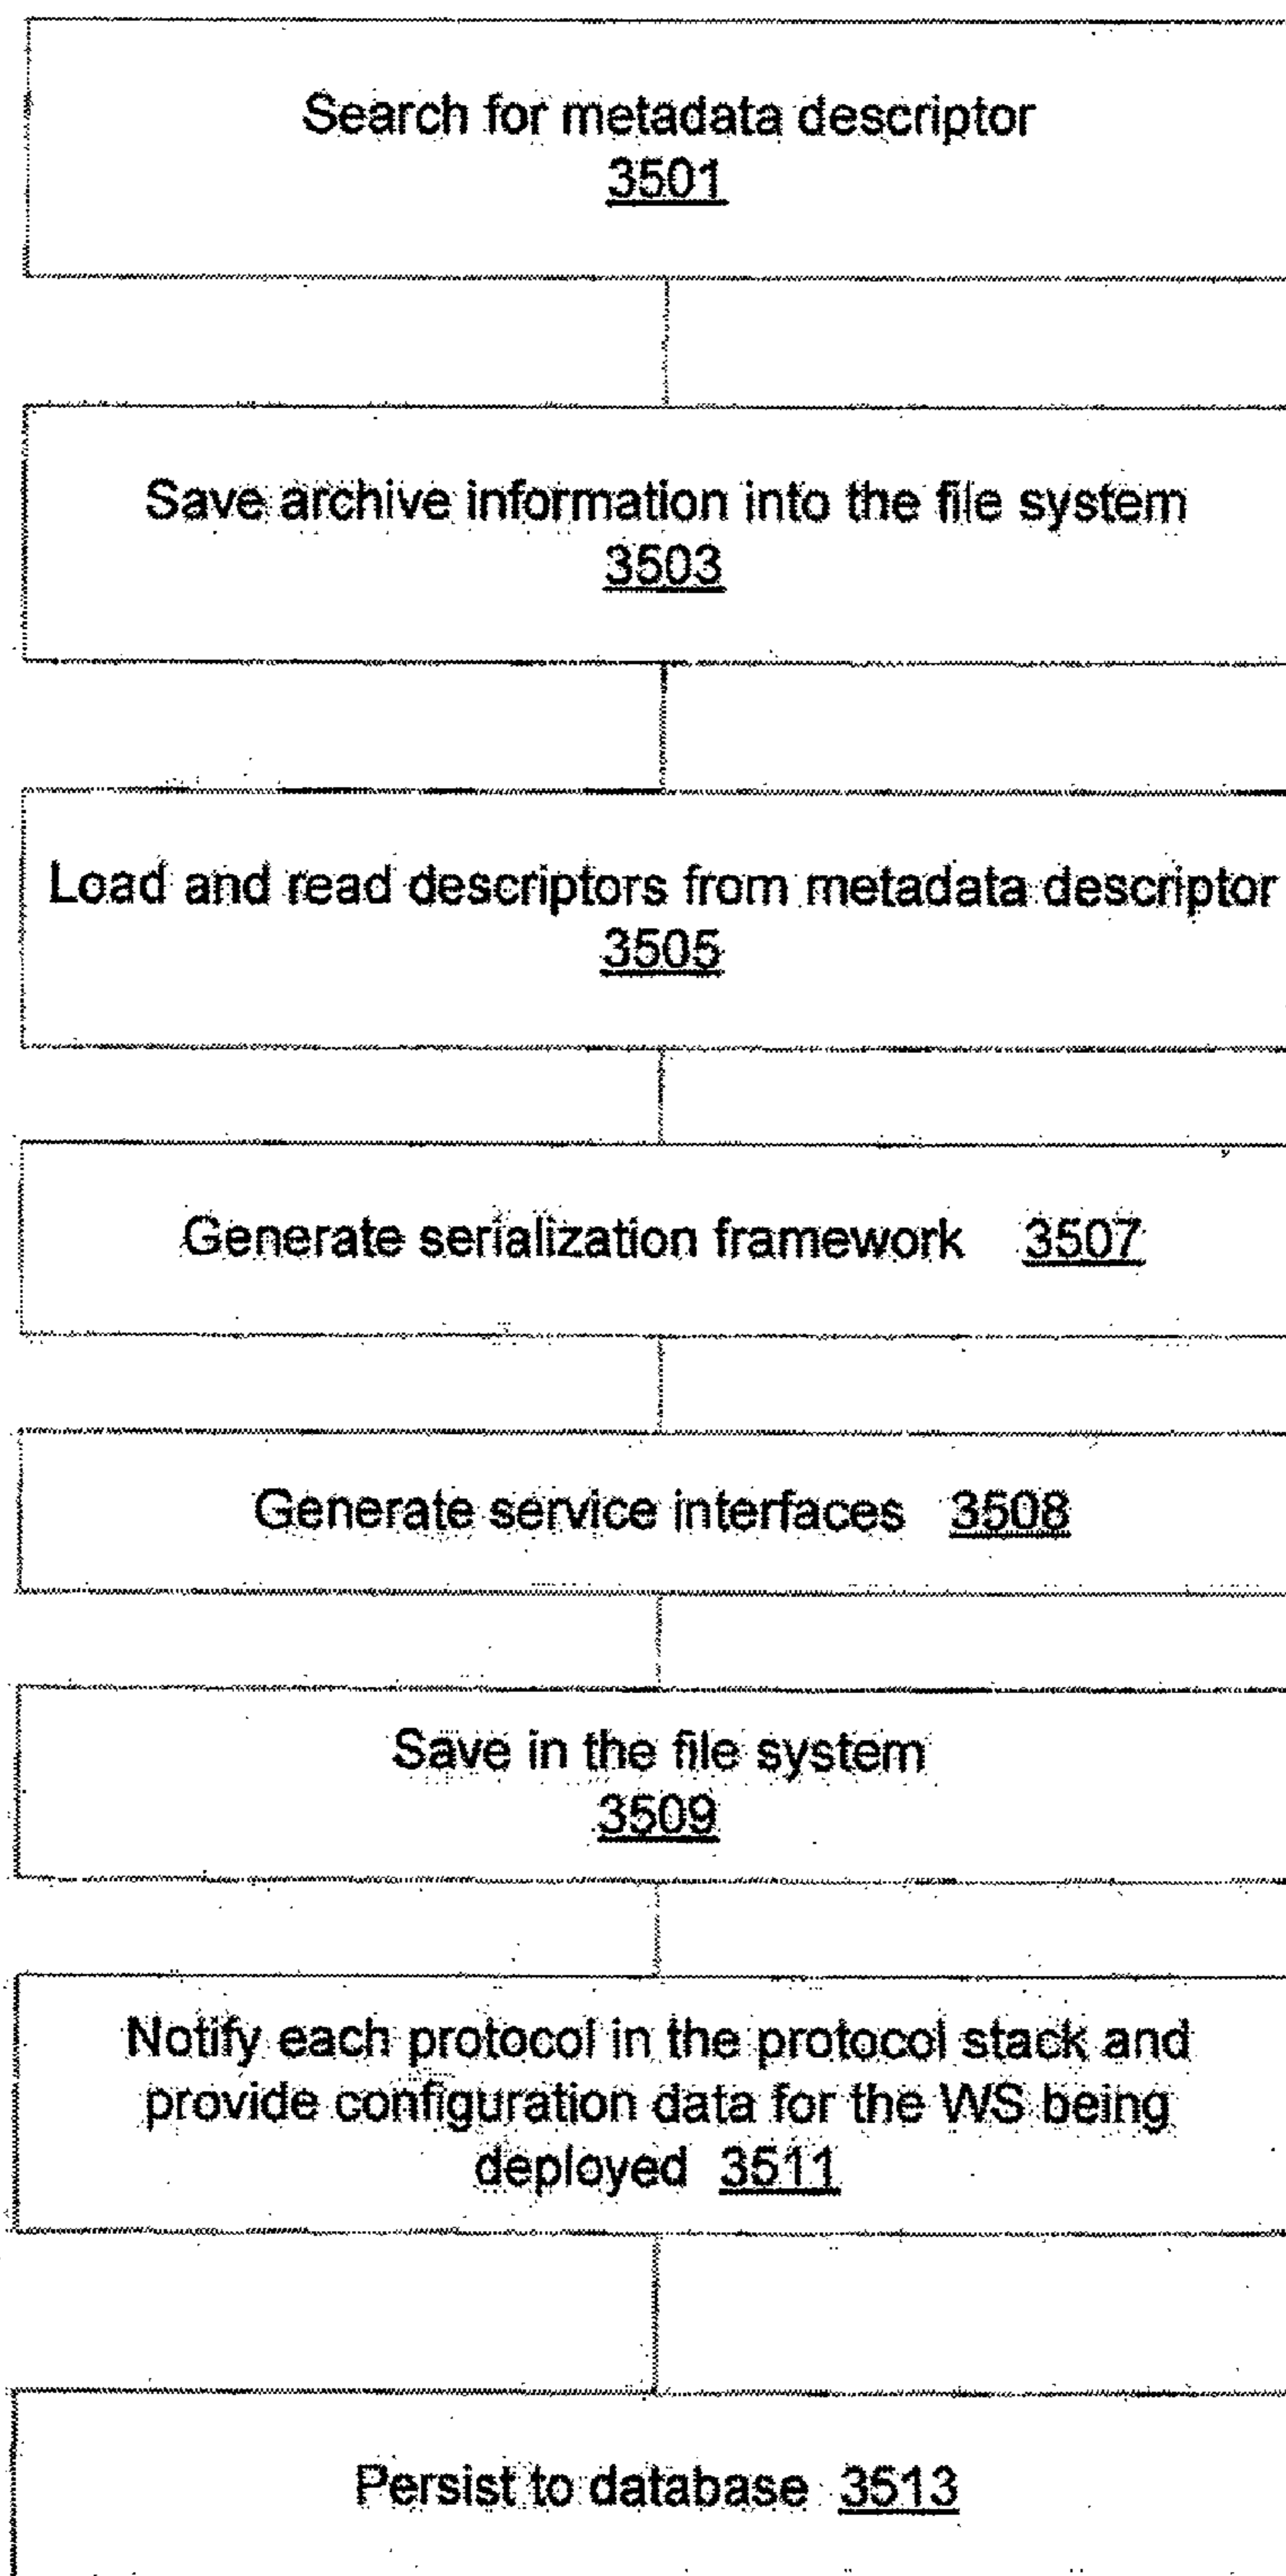 Search for metadata descriptor
3501
Save archive information into the file system
3503
Load and read descriptors from metadata descriptor
3505
Generate serialization framework 3507
Generate service interfaces 3508
Save in the file system
3509
Notify each protocol in the protocol stack and
provide configuration data for the WS being
deployed 3511
Persist to database 3513